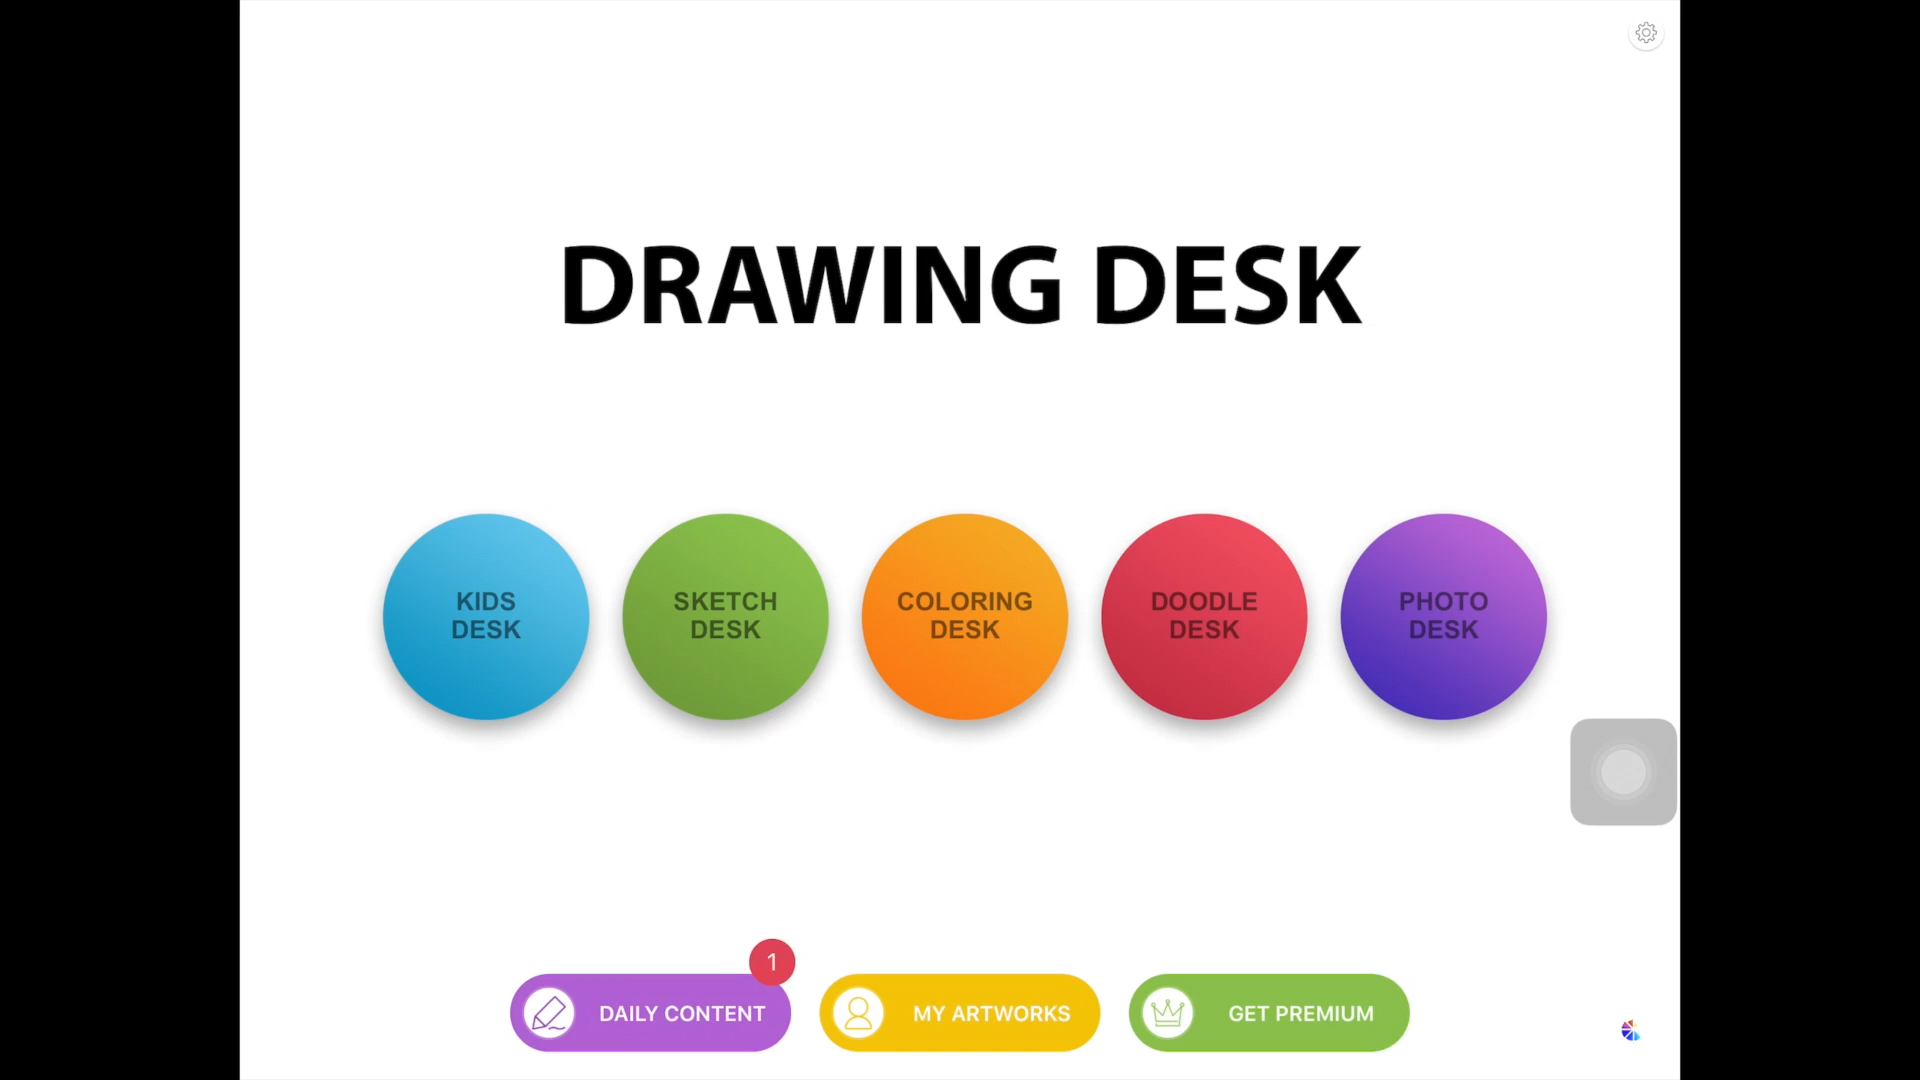 DRAWING DESK
KIDS
DESK
SKETCH
DESK
COLORING
DESK
DOODLE
DESK
PHOTO
DESK
1
DAILY CONTENT
MY ARTWORKS
GET PREMIUM